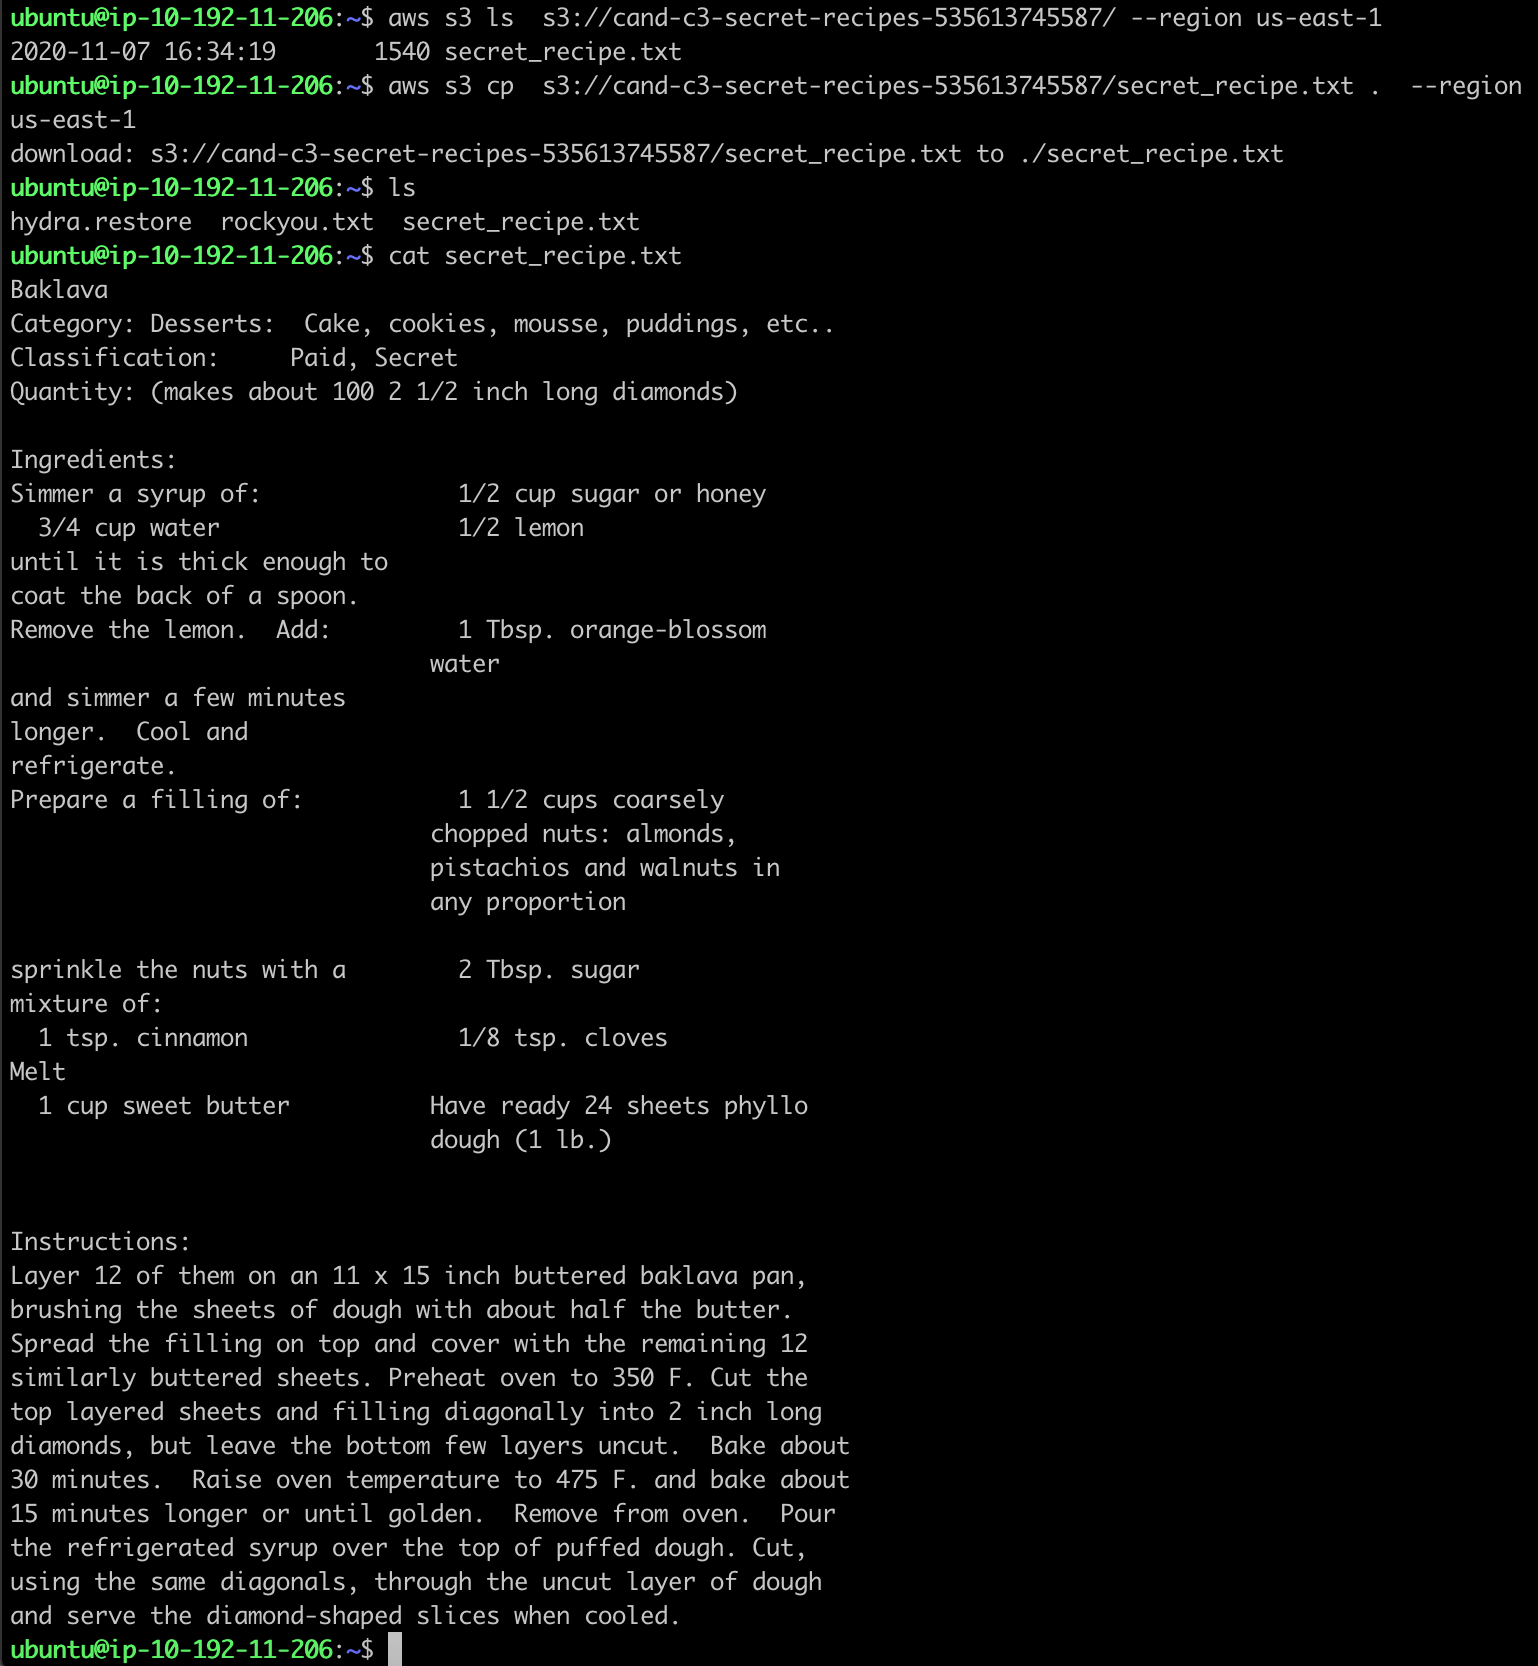 ubuntu@ip-10-192-11-206:~$ aws s3 ls  s3://cand-c3-secret-recipes-535613745587/ --region us-east-1
2020-11-07 16:34:19       1540 secret_recipe.txt
ubuntu@ip-10-192-11-206:~$ aws s3 cp  s3://cand-c3-secret-recipes-535613745587/secret_recipe.txt .  --region
us-east-1
download: s3://cand-c3-secret-recipes-535613745587/secret_recipe.txt to ./secret_recipe.txt
ubuntu@ip-10-192-11-206:~$ ls
hydra.restore  rockyou.txt  secret_recipe.txt
ubuntu@ip-10-192-11-206:~$ cat secret_recipe.txt
Baklava
Category: Desserts:  Cake, cookies, mousse, puddings, etc..
Classification:     Paid, Secret
Quantity: (makes about 100 2 1/2 inch long diamonds)

Ingredients:
Simmer a syrup of:              1/2 cup sugar or honey
  3/4 cup water                 1/2 lemon
until it is thick enough to
coat the back of a spoon.
Remove the lemon.  Add:         1 Tbsp. orange-blossom
                              water
and simmer a few minutes
longer.  Cool and
refrigerate.
Prepare a filling of:           1 1/2 cups coarsely
                              chopped nuts: almonds,
                              pistachios and walnuts in
                              any proportion

sprinkle the nuts with a        2 Tbsp. sugar
mixture of:
  1 tsp. cinnamon               1/8 tsp. cloves
Melt
  1 cup sweet butter          Have ready 24 sheets phyllo
                              dough (1 lb.)

Instructions:
Layer 12 of them on an 11 x 15 inch buttered baklava pan,
brushing the sheets of dough with about half the butter.
Spread the filling on top and cover with the remaining 12
similarly buttered sheets. Preheat oven to 350 F. Cut the
top layered sheets and filling diagonally into 2 inch long
diamonds, but leave the bottom few layers uncut.  Bake about
30 minutes.  Raise oven temperature to 475 F. and bake about
15 minutes longer or until golden.  Remove from oven.  Pour
the refrigerated syrup over the top of puffed dough. Cut,
using the same diagonals, through the uncut layer of dough
and serve the diamond-shaped slices when cooled.
ubuntu@ip-10-192-11-206:~$